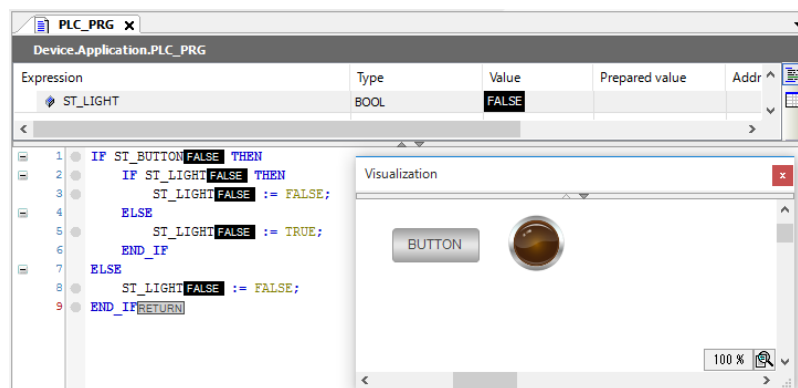 PLC_PRG X
Device.Application.PLC_PRG
Expression Type Value Prepared value Addr
ST_LIGHT BOOL FALSE
1 IF ST_BUTTON FALSE THEN
2 IF ST_LIGHT FALSE THEN
3 ST_LIGHT FALSE := FALSE;
4 ELSE
5 ST_LIGHT FALSE := TRUE;
6 END_IF
7 ELSE
8 ST_LIGHT FALSE := FALSE;
9 END_IF RETURN
Visualization x
BUTTON
100 %